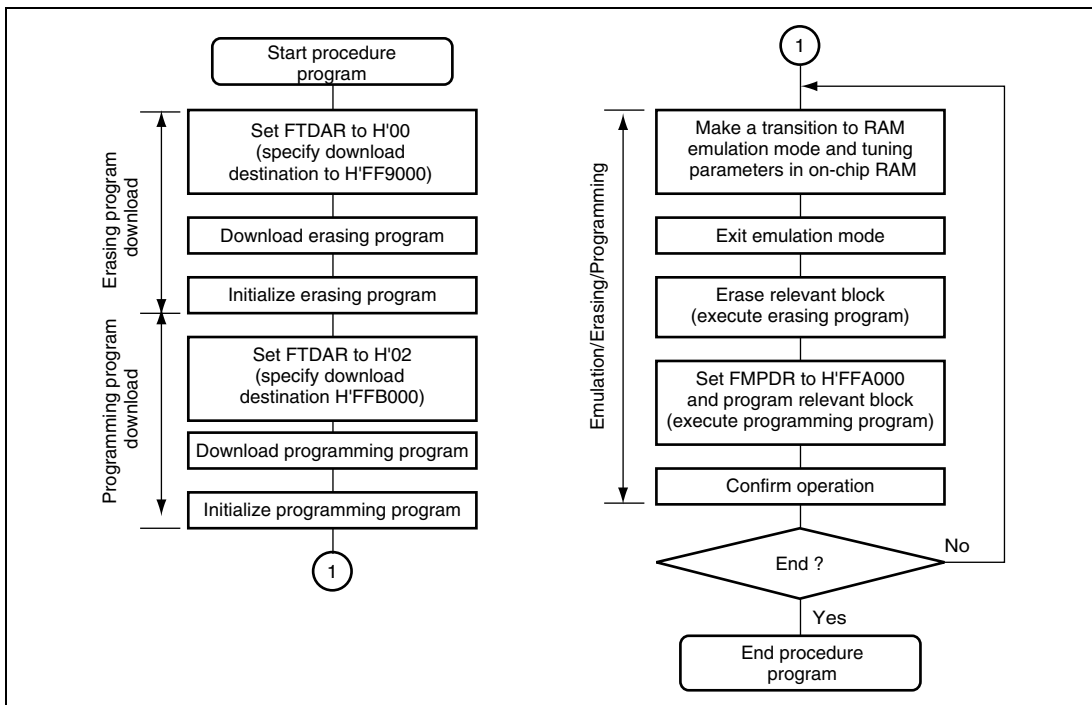 Start procedure
program
Erasing program
download
Set FTDAR to H'00
(specify download
destination to H'FF9000)
Download erasing program
Initialize erasing program
Programming program
download
Set FTDAR to H'02
(specify download
destination H'FFB000)
Download programming program
Initialize programming program
1
1
Emulation/Erasing/Programming
Make a transition to RAM
emulation mode and tuning
parameters in on-chip RAM
Exit emulation mode
Erase relevant block
(execute erasing program)
Set FMPDR to H'FFA000
and program relevant block
(execute programming program)
Confirm operation
End ?
No
Yes
End procedure
program